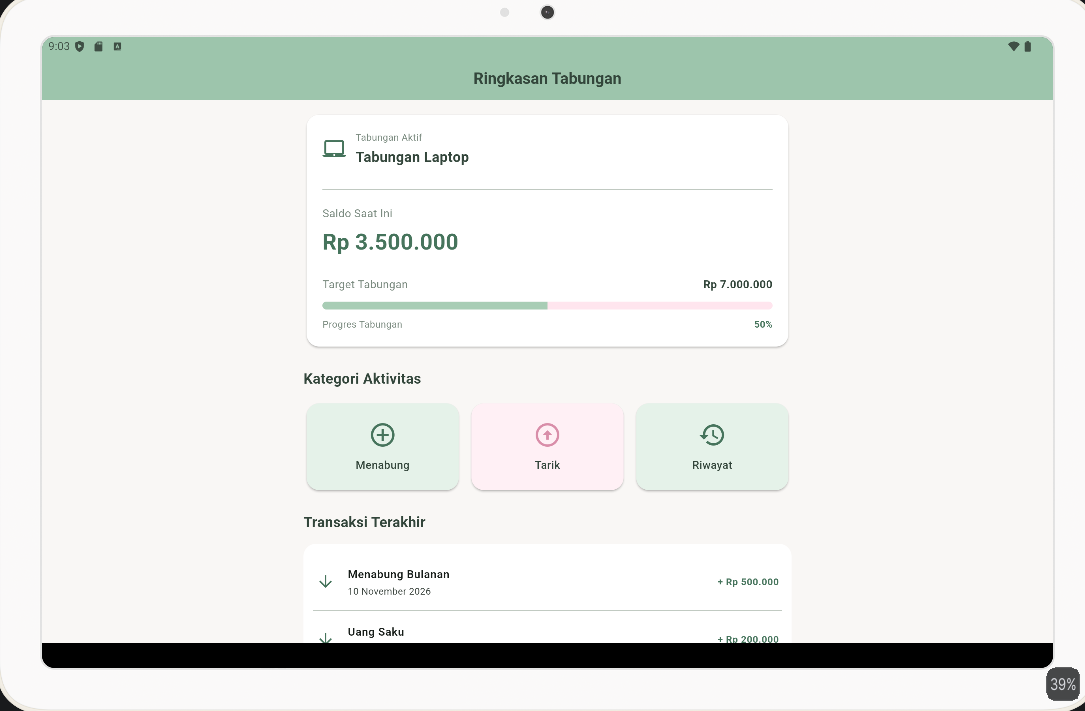 9:03
Ringkasan Tabungan
Tabungan Aktif
Tabungan Laptop
Saldo Saat Ini
Rp 3.500.000
Target Tabungan Rp 7.000.000
Progres Tabungan 50%
Kategori Aktivitas
Menabung Tarik Riwayat
Transaksi Terakhir
Menabung Bulanan
+ Rp 500.000
10 November 2026
Uang Saku
+ Rp 200.000
39%